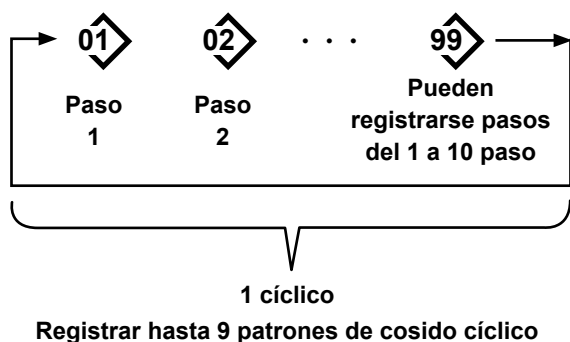 01 02 · · · 99
Paso
1
Paso
2
Pueden
registrarse pasos
del 1 a 10 paso
1 cíclico
Registrar hasta 9 patrones de cosido cíclico